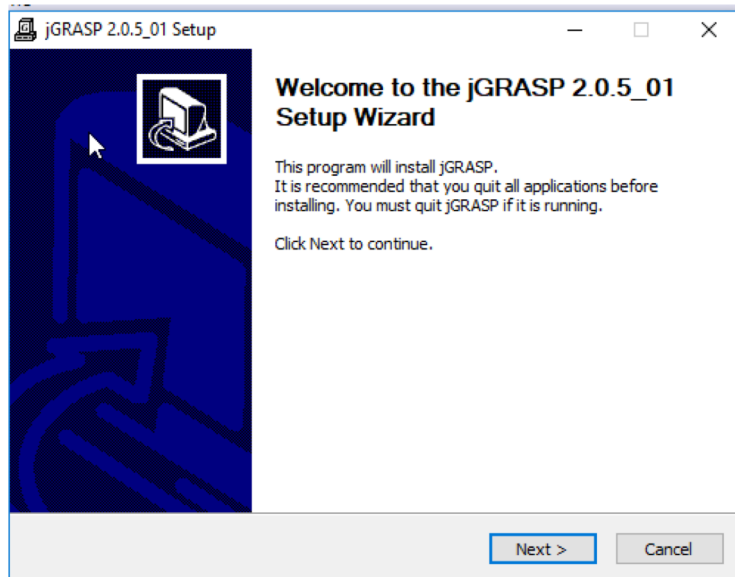 jGRASP 2.0.5_01 Setup
Welcome to the jGRASP 2.0.5_01
Setup Wizard
This program will install jGRASP.
It is recommended that you quit all applications before
installing. You must quit jGRASP if it is running.
Click Next to continue.
Next >
Cancel